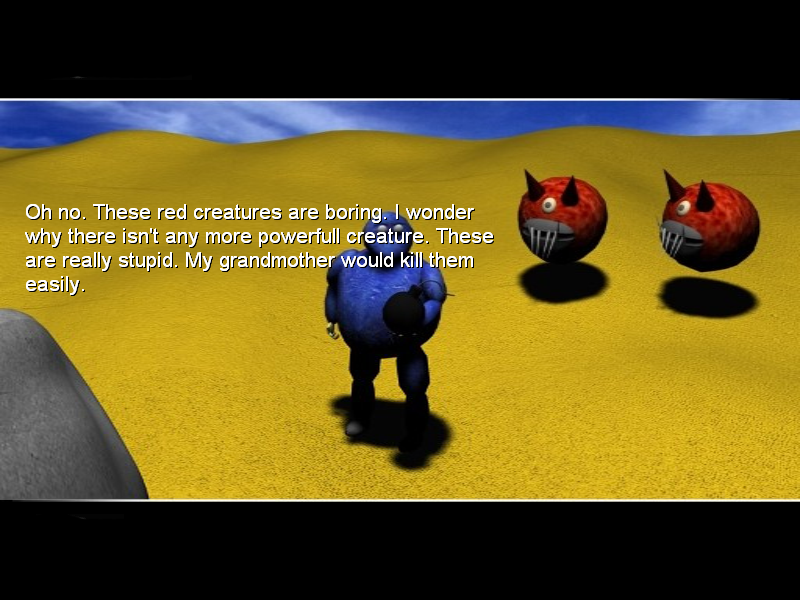 Oh no. These red creatures are boring. I wonder
why there isn't any more powerfull creature. These
are really stupid. My grandmother would kill them
easily.